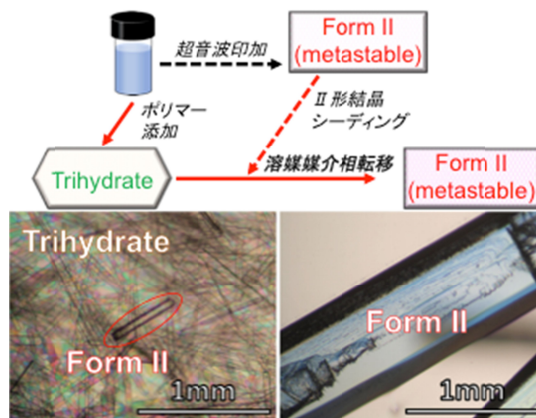 超音波印加
Form II
(metastable)
ポリマー
添加
II形結晶
シーディング
Trihydrate
溶媒媒介相転移
Form II
(metastable)
Trihydrate
Form II
1mm
Form II
1mm